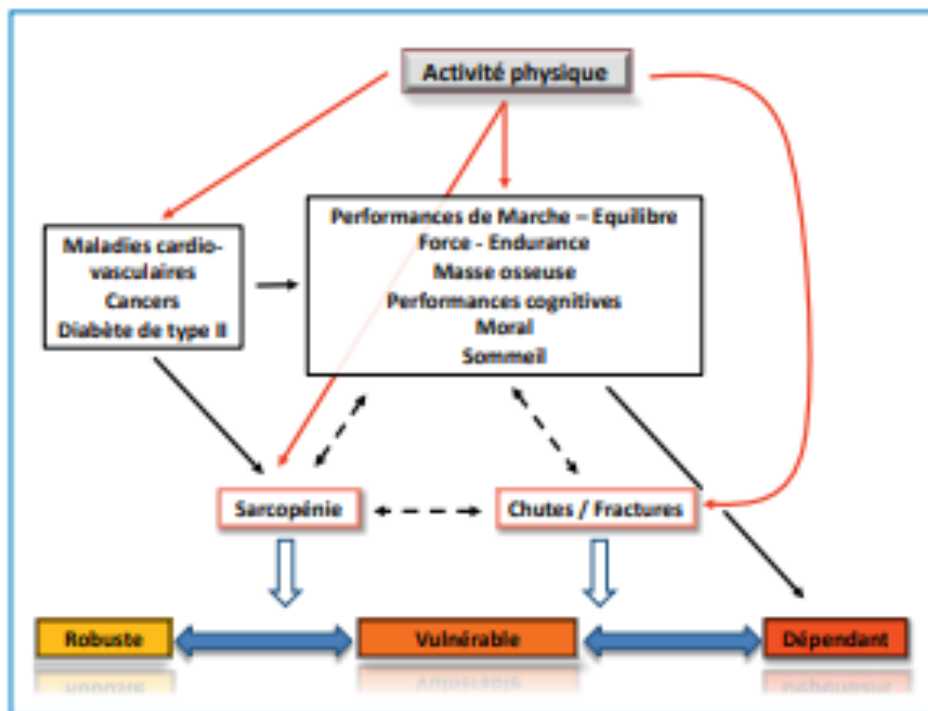 Activité physique
Performances de Marche – Equilibre
Force - Endurance
Masse osseuse
Performances cognitives
Moral
Sommeil
Maladies cardio-
vasculaires
Cancers
Diabète de type II
Sarcopénie
Chutes / Fractures
Robuste
Vulnérable
Dépendant